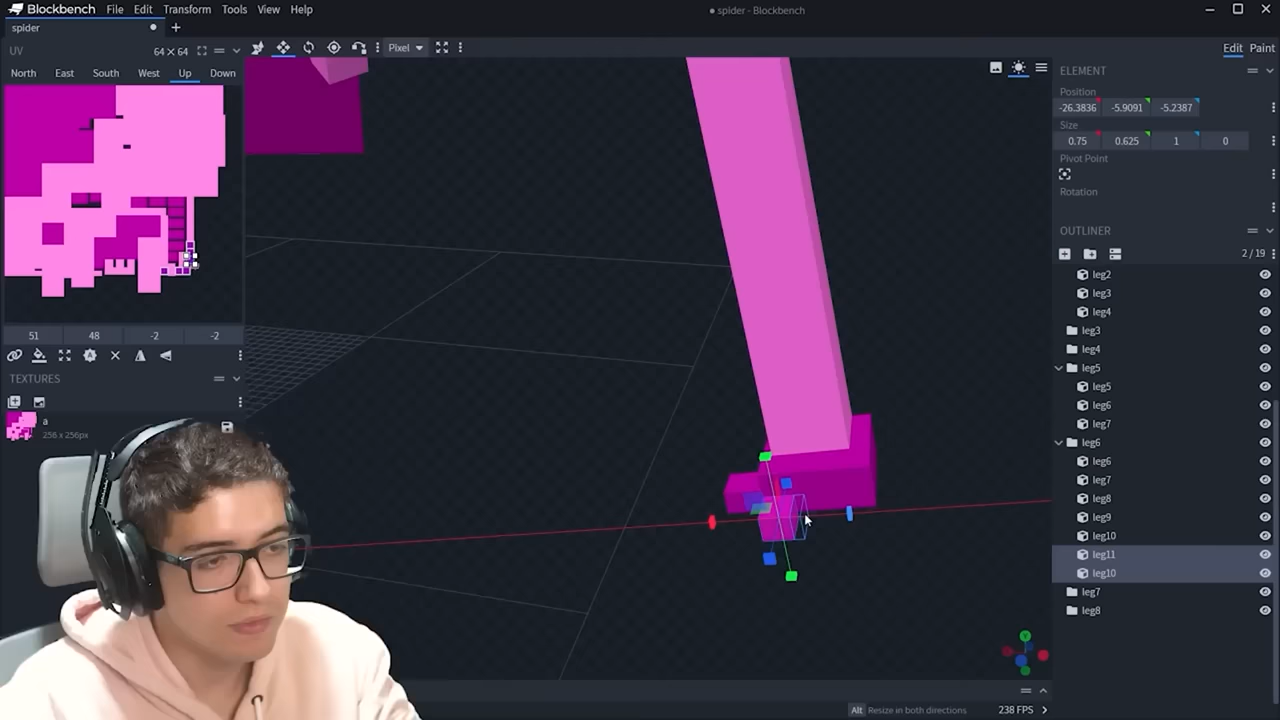 Blockbench File Edit Transform Tools View Help
spider - Blockbench
spider
UV 64×64
Pixel
Edit Paint
North East South West Up Down
ELEMENT
Position
-26.3836 -5.9091 -5.2387
Size
0.75 0.625 1 0
Pivot Point
Rotation
OUTLINER
2 / 19
leg2
leg3
leg4
leg3
leg4
leg5
leg5
leg6
leg7
leg6
leg6
leg7
leg8
leg9
leg10
leg11
leg10
leg7
leg8
51 48 -2 -2
TEXTURES
a
256 x 256px
Y
Alt Resize in both directions 238 FPS